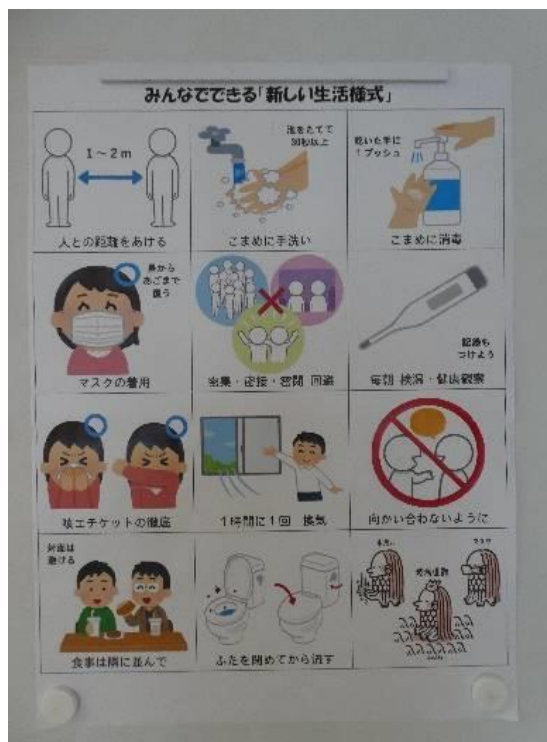 みんなでできる「新しい生活様式」
1～2m
人との距離をあける
泡をたてて
30秒以上
こまめに手洗い
乾いた手に
1プッシュ
こまめに消毒
鼻から
あごまで
覆う
マスクの着用
密集・密接・密閉 回避
記録も
つけよう
毎朝 検温・健康観察
咳エチケットの徹底
1時間に1回 換気
向かい合わないように
対面は
避ける
食事は隣に並んで
ふたを閉めてから流す